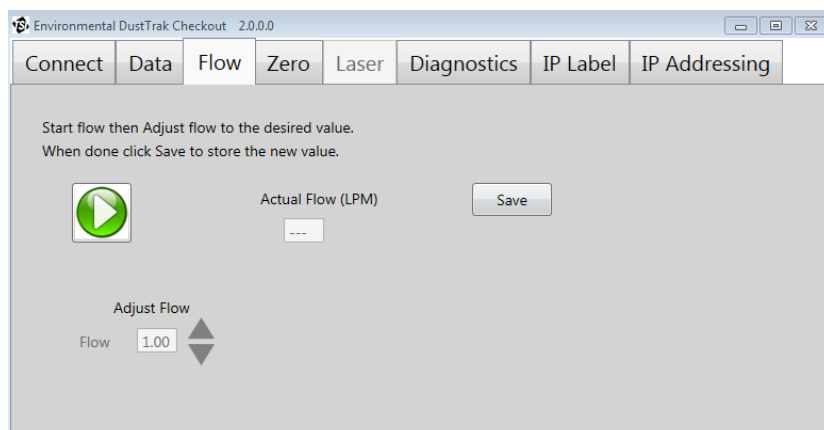 TSI Environmental DustTrak Checkout 2.0.0.0
Connect Data Flow Zero Laser Diagnostics IP Label IP Addressing
Start flow then Adjust flow to the desired value.
When done click Save to store the new value.
Actual Flow (LPM)
Save
---
Adjust Flow
Flow 1.00